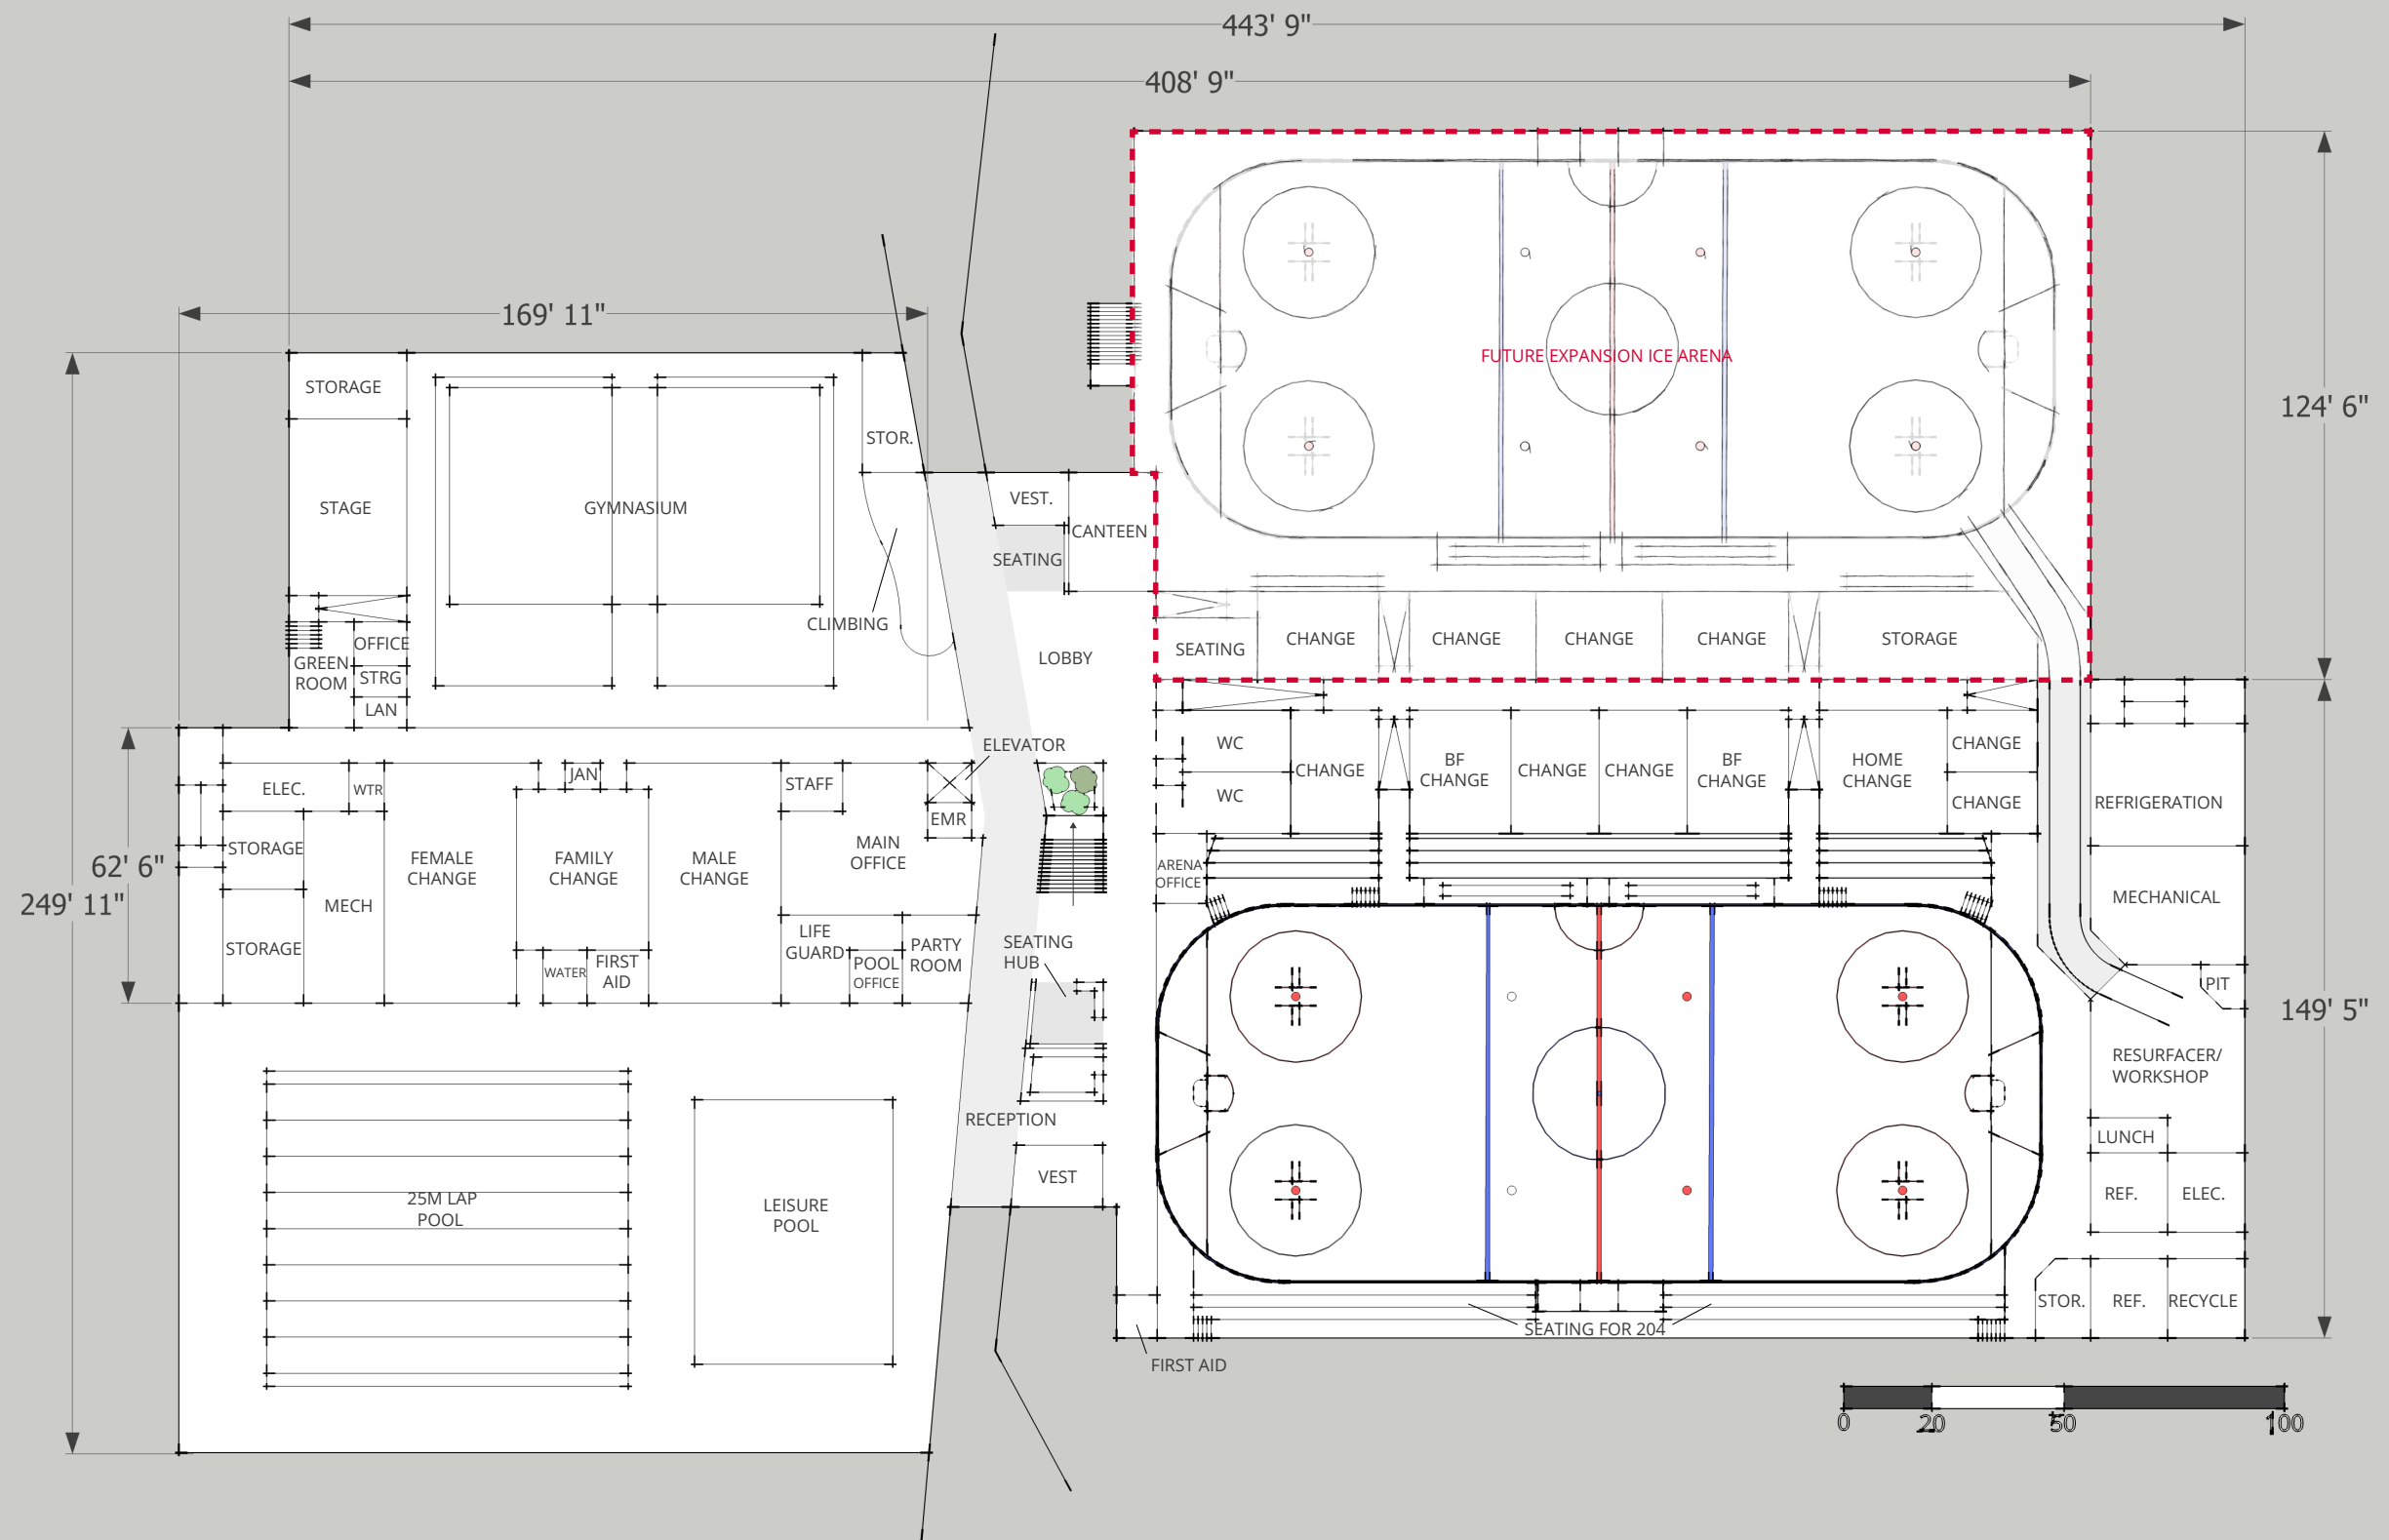 443' 9"
408' 9"
169' 11"
124' 6"
62' 6"
249' 11"
149' 5"
FUTURE EXPANSION ICE ARENA
STORAGE
STOR.
STAGE
GYMNASIUM
VEST.
CANTEEN
SEATING
CLIMBING
OFFICE
GREEN
ROOM
STRG
LAN
LOBBY
SEATING
CHANGE
CHANGE
CHANGE
CHANGE
STORAGE
ELEVATOR
ELEC.
WTR
JAN
STAFF
EMR
STORAGE
MECH
FEMALE
CHANGE
FAMILY
CHANGE
MALE
CHANGE
MAIN
OFFICE
STORAGE
WATER
FIRST
AID
LIFE
GUARD
POOL
OFFICE
PARTY
ROOM
SEATING
HUB
WC
WC
CHANGE
BF
CHANGE
CHANGE
CHANGE
BF
CHANGE
HOME
CHANGE
CHANGE
CHANGE
REFRIGERATION
ARENA
OFFICE
MECHANICAL
PIT
RESURFACER/
WORKSHOP
LUNCH
REF.
ELEC.
STOR.
REF.
RECYCLE
RECEPTION
VEST
25M LAP
POOL
LEISURE
POOL
SEATING FOR 204
FIRST AID
0 20 50 100